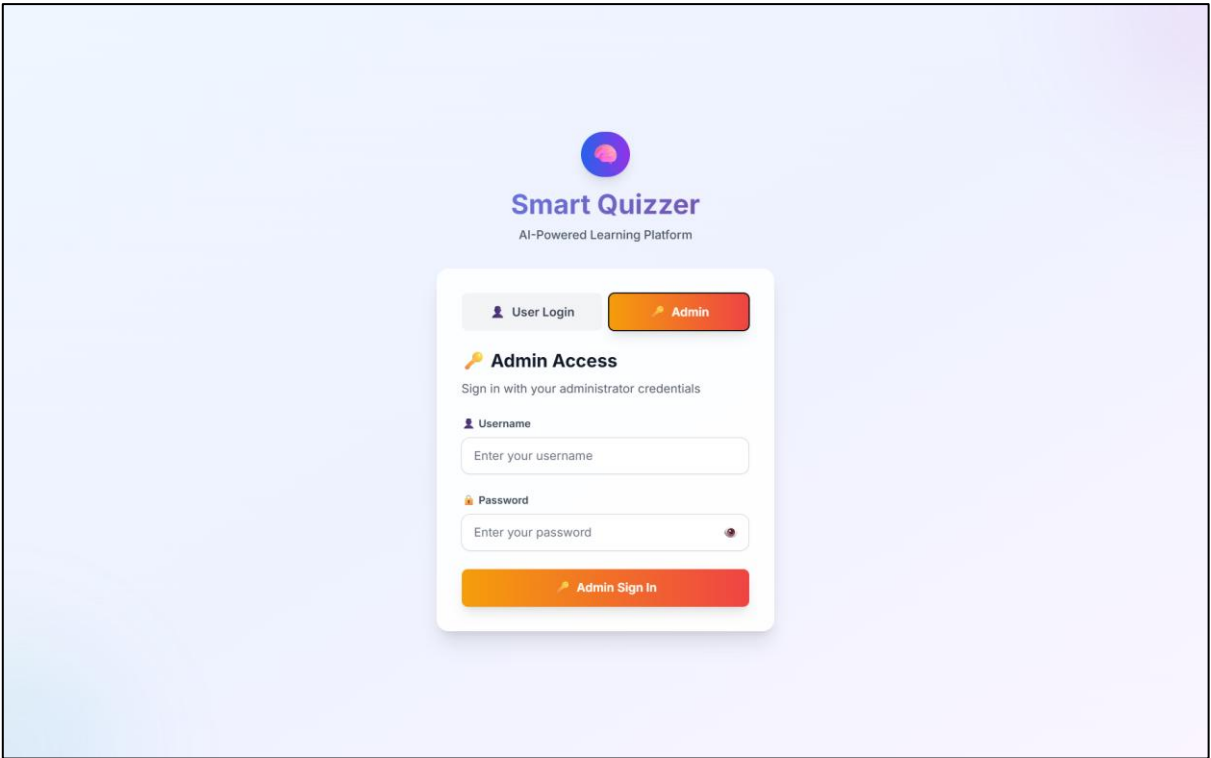 Smart Quizzer
AI-Powered Learning Platform
User Login
Admin
Admin Access
Sign in with your administrator credentials
Username
Enter your username
Password
Enter your password
Admin Sign In